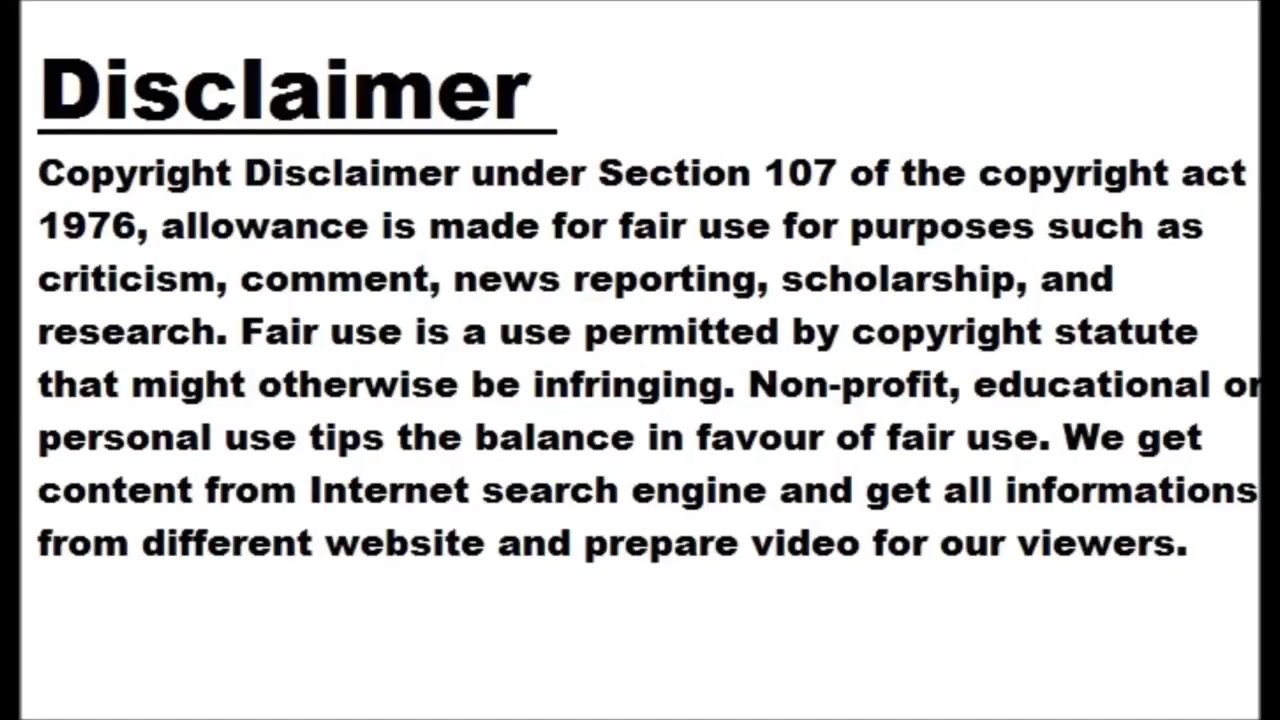 Disclaimer
Copyright Disclaimer under Section 107 of the copyright act
1976, allowance is made for fair use for purposes such as
criticism, comment, news reporting, scholarship, and
research. Fair use is a use permitted by copyright statute
that might otherwise be infringing. Non-profit, educational or
personal use tips the balance in favour of fair use. We get
content from Internet search engine and get all informations
from different website and prepare video for our viewers.